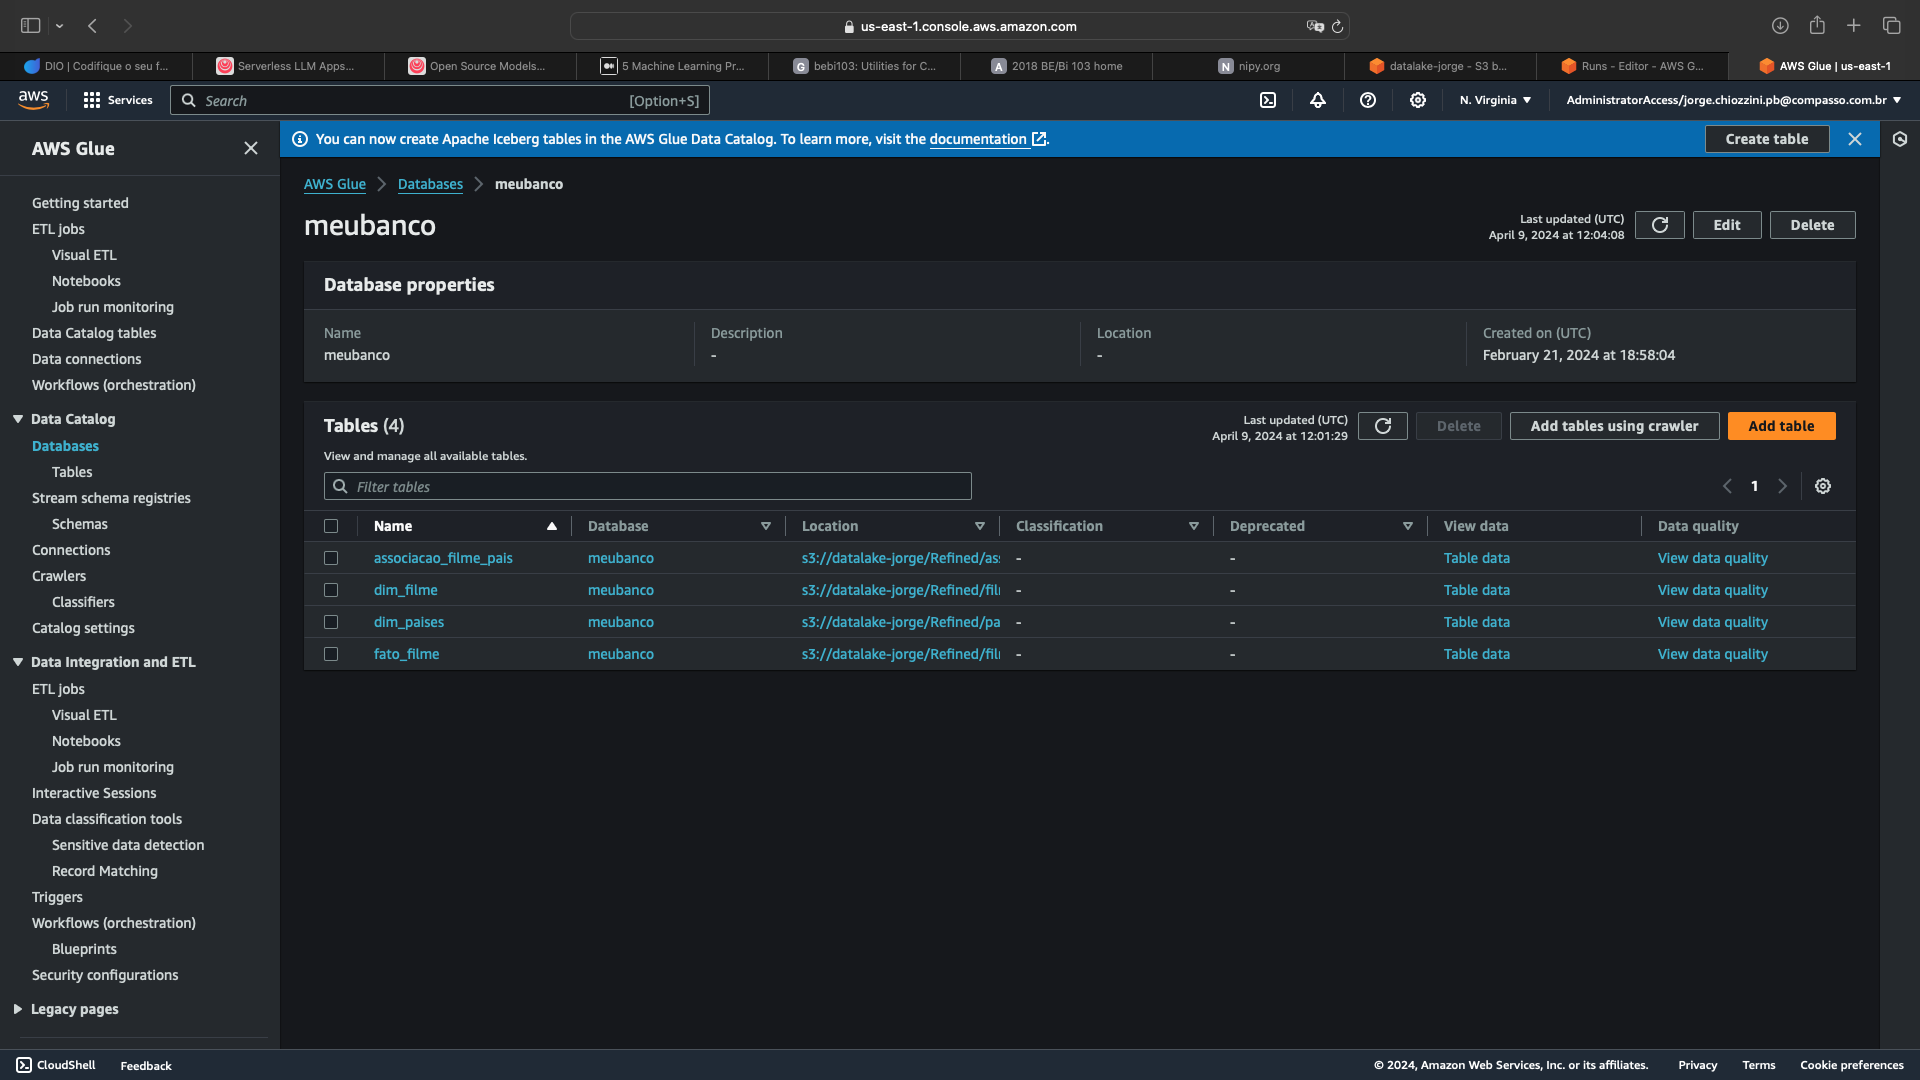 us-east-1.console.aws.amazon.com
DIO | Codifique o seu f...
Serverless LLM Apps...
Open Source Models...
5 Machine Learning Pr...
bebi103: Utilities for C...
2018 BE/Bi 103 home
nipy.org
datalake-jorge - S3 b...
Runs - Editor - AWS G...
AWS Glue | us-east-1
aws
Services
Search
[Option+S]
N. Virginia
AdministratorAccess/jorge.chiozzini.pb@compasso.com.br
AWS Glue
You can now create Apache Iceberg tables in the AWS Glue Data Catalog. To learn more, visit the documentation.
Create table
Getting started
ETL jobs
Visual ETL
Notebooks
Job run monitoring
Data Catalog tables
Data connections
Workflows (orchestration)
Data Catalog
Databases
Tables
Stream schema registries
Schemas
Connections
Crawlers
Classifiers
Catalog settings
Data Integration and ETL
ETL jobs
Visual ETL
Notebooks
Job run monitoring
Interactive Sessions
Data classification tools
Sensitive data detection
Record Matching
Triggers
Workflows (orchestration)
Blueprints
Security configurations
Legacy pages
AWS Glue > Databases > meubanco
meubanco
Last updated (UTC)
April 9, 2024 at 12:04:08
Edit
Delete
Database properties
Name
meubanco
Description
-
Location
-
Created on (UTC)
February 21, 2024 at 18:58:04
Tables (4)
View and manage all available tables.
Last updated (UTC)
April 9, 2024 at 12:01:29
Delete
Add tables using crawler
Add table
Filter tables
1
Name Database Location Classification Deprecated View data Data quality
associacao_filme_pais meubanco s3://datalake-jorge/Refined/as - - Table data View data quality
dim_filme meubanco s3://datalake-jorge/Refined/fil - - Table data View data quality
dim_paises meubanco s3://datalake-jorge/Refined/pa - - Table data View data quality
fato_filme meubanco s3://datalake-jorge/Refined/fil - - Table data View data quality
CloudShell
Feedback
© 2024, Amazon Web Services, Inc. or its affiliates.
Privacy
Terms
Cookie preferences